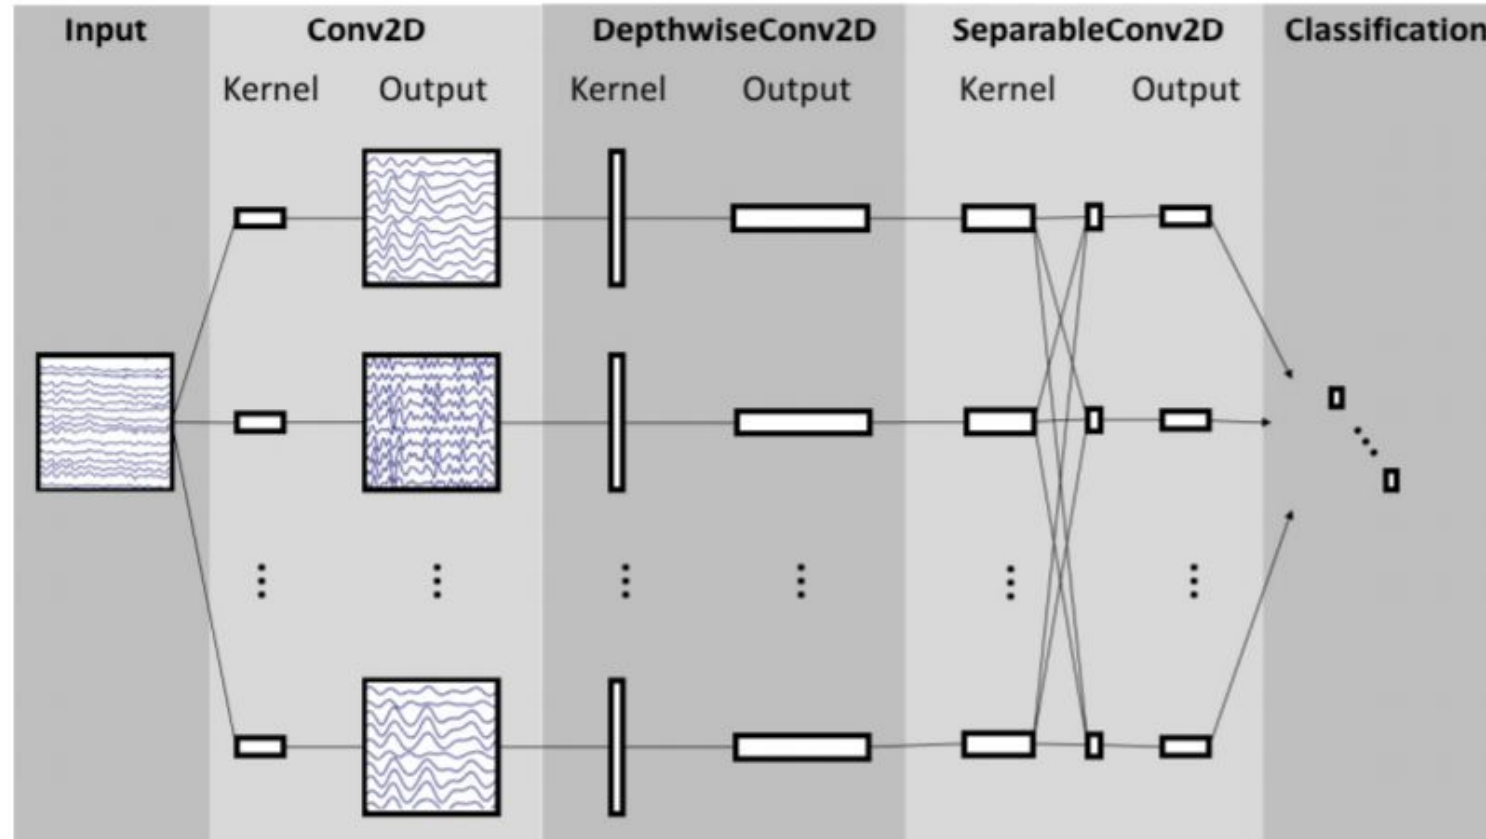 Input Conv2D DepthwiseConv2D SeparableConv2D Classification
Kernel Output Kernel Output Kernel Output